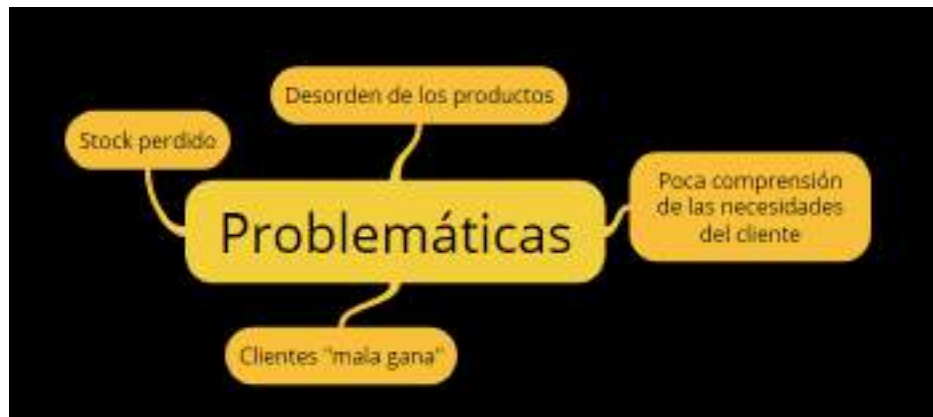 Desorden de los productos
Stock perdido
Poca comprensión
de las necesidades
del cliente
Problemáticas
Clientes "mala gana"